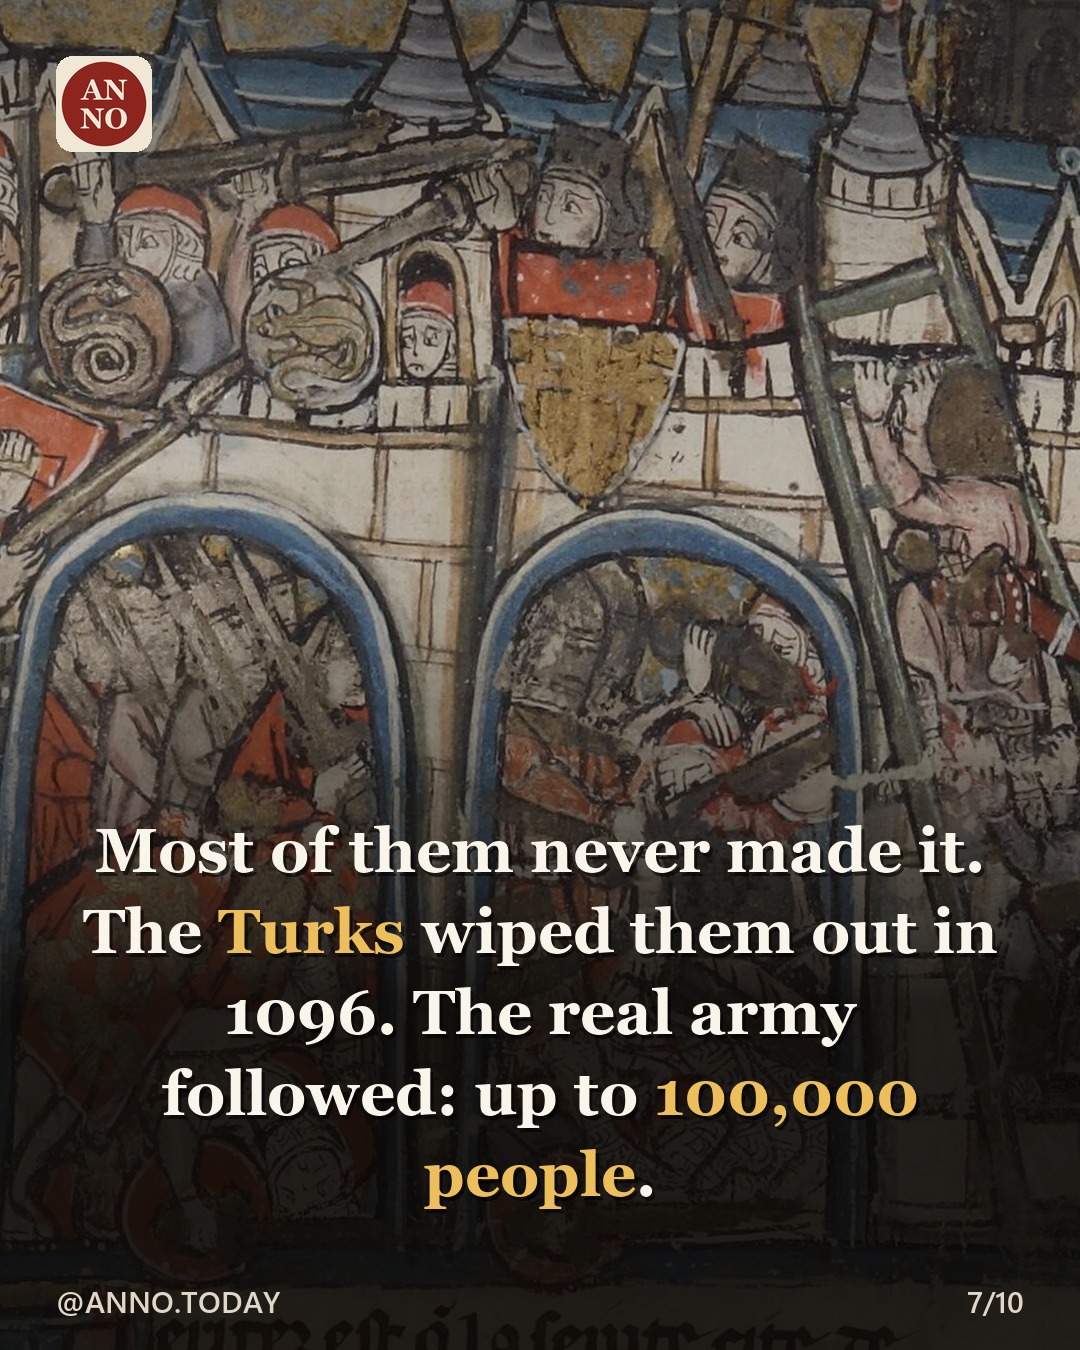 AN
NO
Most of them never made it.
The Turks wiped them out in
1096. The real army
followed: up to 100,000
people.
@ANNO.TODAY
7/10